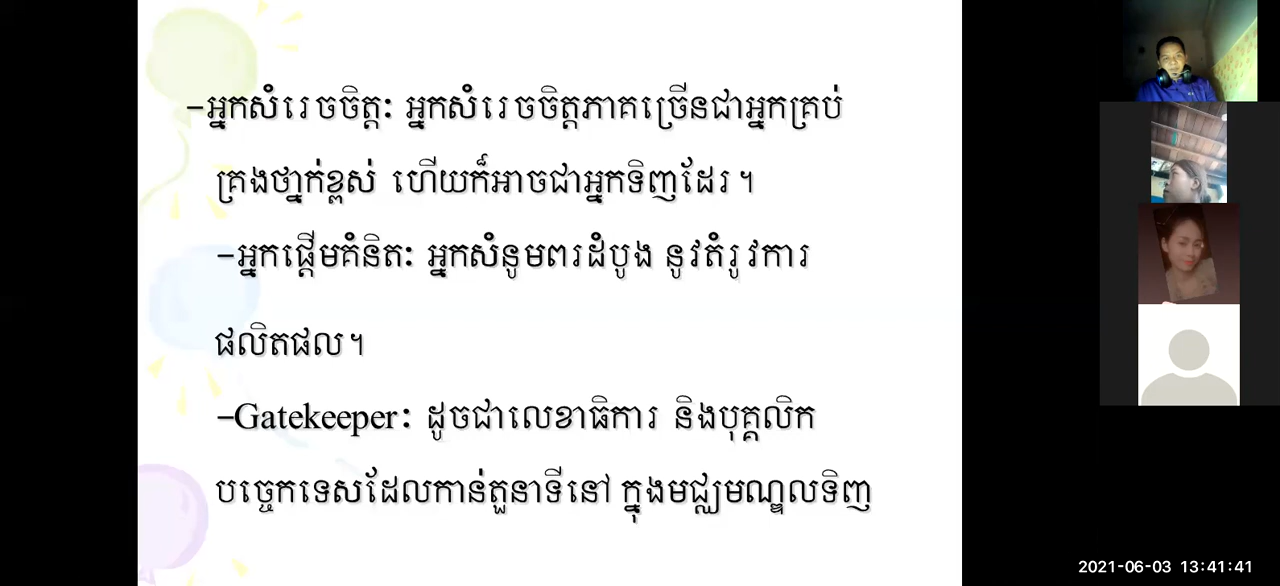 -អ្នកសំរេចចិត្ត: អ្នកសំរេចចិត្តភាគច្រើនជាអ្នកគ្រប់
គ្រងថ្នាក់ខ្ពស់ ហើយក៏អាចជាអ្នកទិញដែរ។
-អ្នកផ្តើមគំនិត: អ្នកសំនូមពរដំបូង នូវតំរូវការ
ផលិតផល។
-Gatekeeper: ដូចជាលេខាធិការ និងបុគ្គលិក
បច្ចេកទេសដែលកាន់តួនាទីនៅ ក្នុងមជ្ឈមណ្ឌលទិញ
2021-06-03 13:41:41